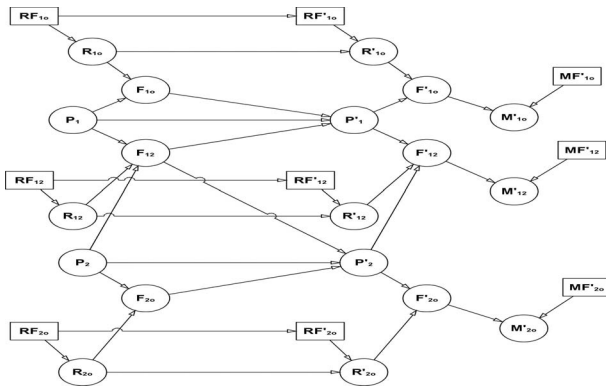 RF₁ₒ RF'₁ₒ
R₁ₒ R'₁ₒ
F₁ₒ F'₁ₒ MF'₁ₒ
P₁ P'₁ M'₁ₒ
F₁₂ F'₁₂ MF'₁₂
RF₁₂ RF'₁₂ M'₁₂
R₁₂ R'₁₂
P₂ P'₂
F₂ₒ F'₂ₒ MF'₂ₒ
RF₂ₒ RF'₂ₒ M'₂ₒ
R₂ₒ R'₂ₒ